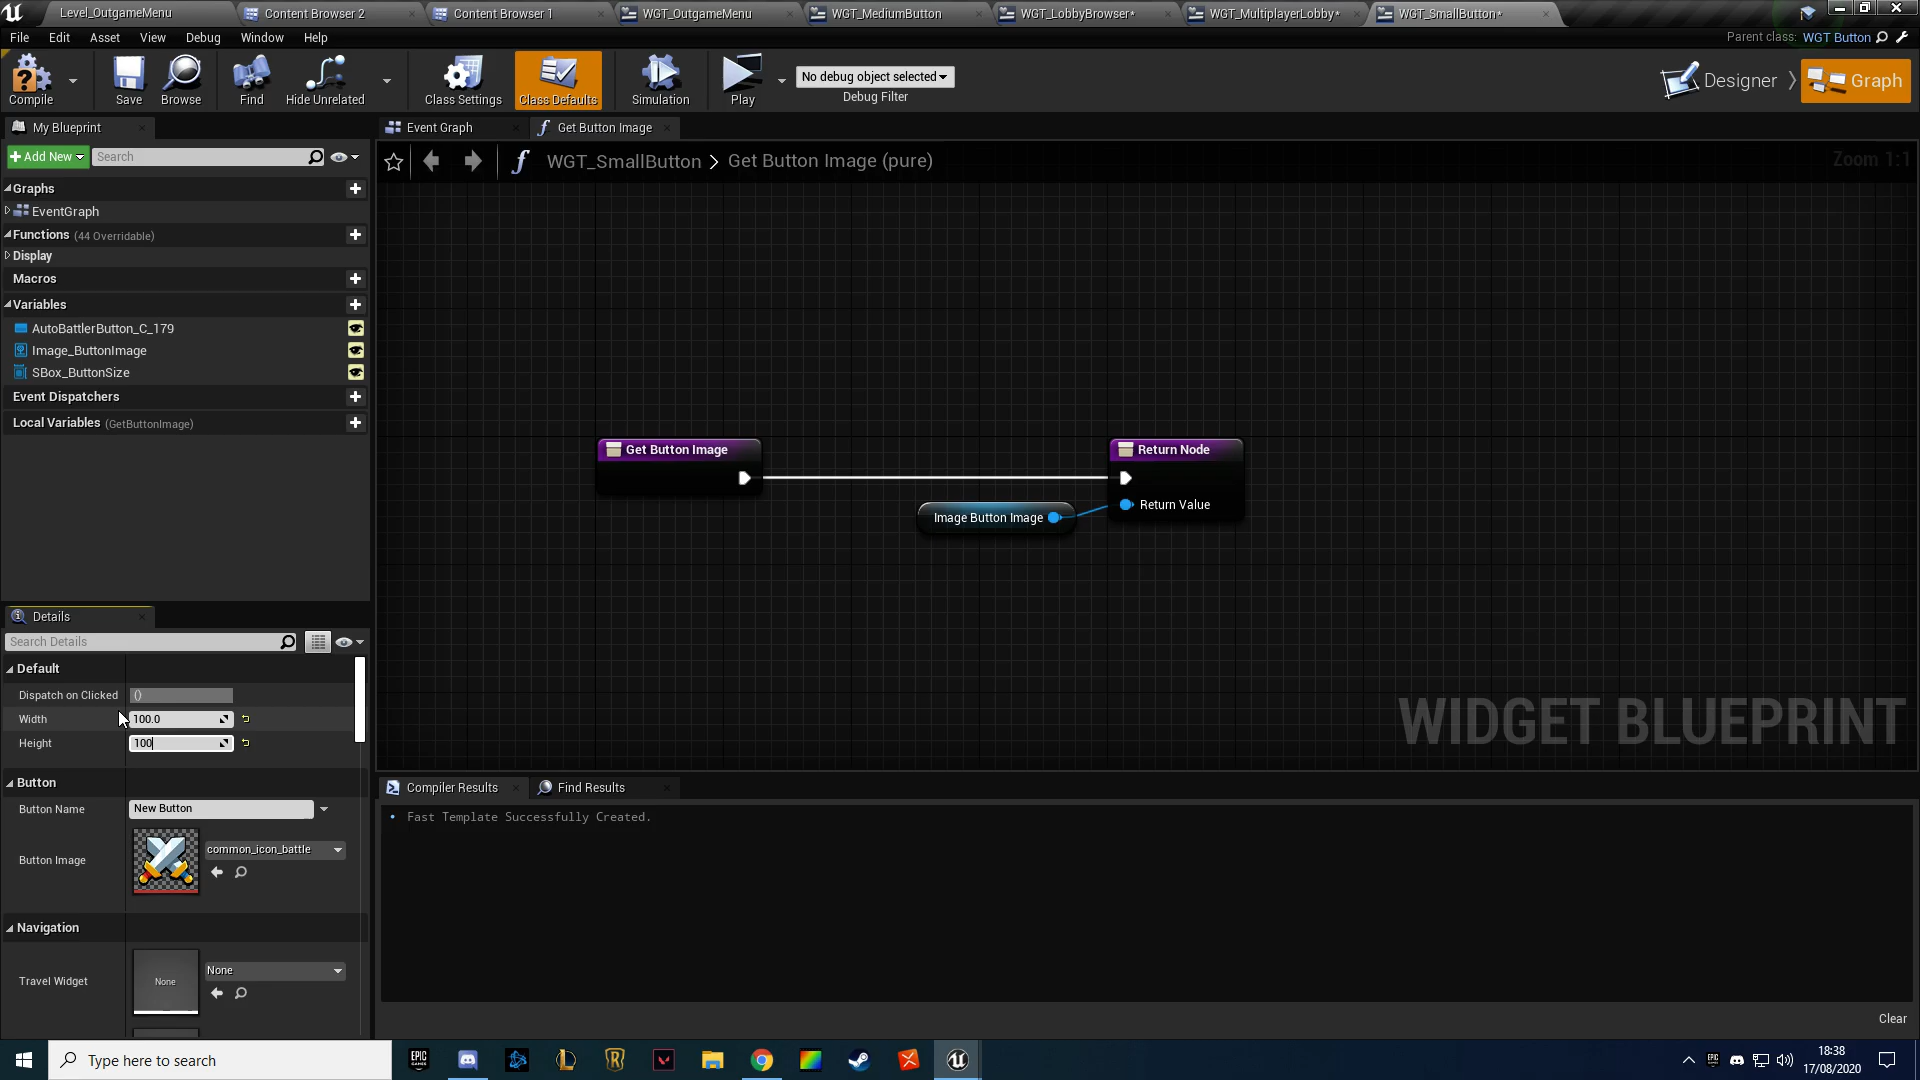 Level_OutgameMenu
Content Browser 2
Content Browser 1
WGT_OutgameMenu
WGT_MediumButton
WGT_LobbyBrowser*
WGT_MultiplayerLobby*
WGT_SmallButton*
File Edit Asset View Debug Window Help
Parent class: WGT Button
Compile
Save
Browse
Find
Hide Unrelated
Class Settings
Class Defaults
Simulation
Play
No debug object selected
Debug Filter
Designer
Graph
My Blueprint
Event Graph
Get Button Image
Add New
Search
WGT_SmallButton > Get Button Image (pure)
Zoom 1:1
Graphs
EventGraph
Functions (44 Overridable)
Display
Macros
Variables
AutoBattlerButton_C_179
Image_ButtonImage
SBox_ButtonSize
Event Dispatchers
Local Variables (GetButtonImage)
Get Button Image
Return Node
Return Value
Image Button Image
WIDGET BLUEPRINT
Details
Search Details
Default
Dispatch on Clicked ()
Width 100.0
Height 100
Button
Button Name New Button
Button Image common_icon_battle
Navigation
Travel Widget None None
Compiler Results
Find Results
• Fast Template Successfully Created.
Clear
Type here to search
EPIC GAMES
18:38
17/08/2020